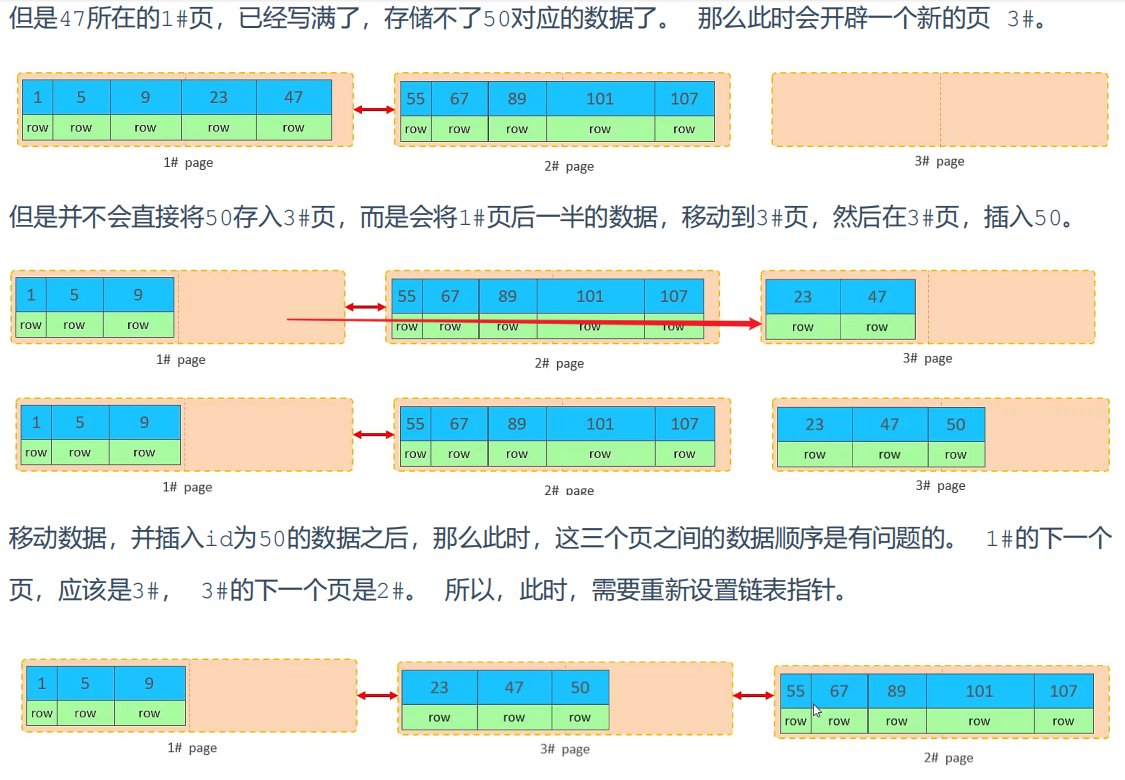 但是47所在的1#页，已经写满了，存储不了50对应的数据了。 那么此时会开辟一个新的页 3#。
1 5 9 23 47 55 67 89 101 107
row row row row row row row row row row
1# page 2# page 3# page
但是并不会直接将50存入3#页，而是会将1#页后一半的数据，移动到3#页，然后在3#页，插入50。
1 5 9 55 67 89 101 107 23 47
row row row row row row row row row row
1# page 2# page 3# page
1 5 9 55 67 89 101 107 23 47 50
row row row row row row row row row row row
1# page 2# page 3# page
移动数据，并插入id为50的数据之后，那么此时，这三个页之间的数据顺序是有问题的。 1#的下一个
页，应该是3#， 3#的下一个页是2#。 所以，此时，需要重新设置链表指针。
1 5 9 23 47 50 55 67 89 101 107
row row row row row row row row row row row
1# page 3# page 2# page